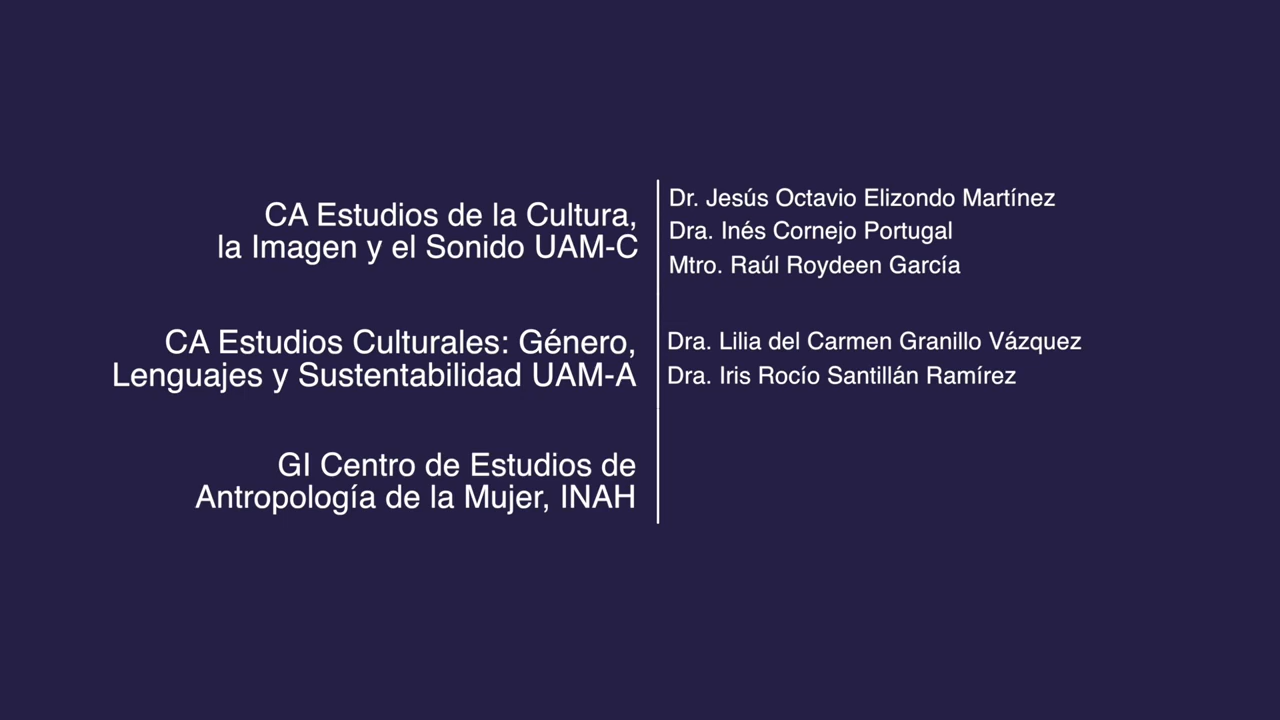 CA Estudios de la Cultura,
la Imagen y el Sonido UAM-C
Dr. Jesús Octavio Elizondo Martínez
Dra. Inés Cornejo Portugal
Mtro. Raúl Roydeen García
CA Estudios Culturales: Género,
Lenguajes y Sustentabilidad UAM-A
Dra. Lilia del Carmen Granillo Vázquez
Dra. Iris Rocío Santillán Ramírez
GI Centro de Estudios de
Antropología de la Mujer, INAH